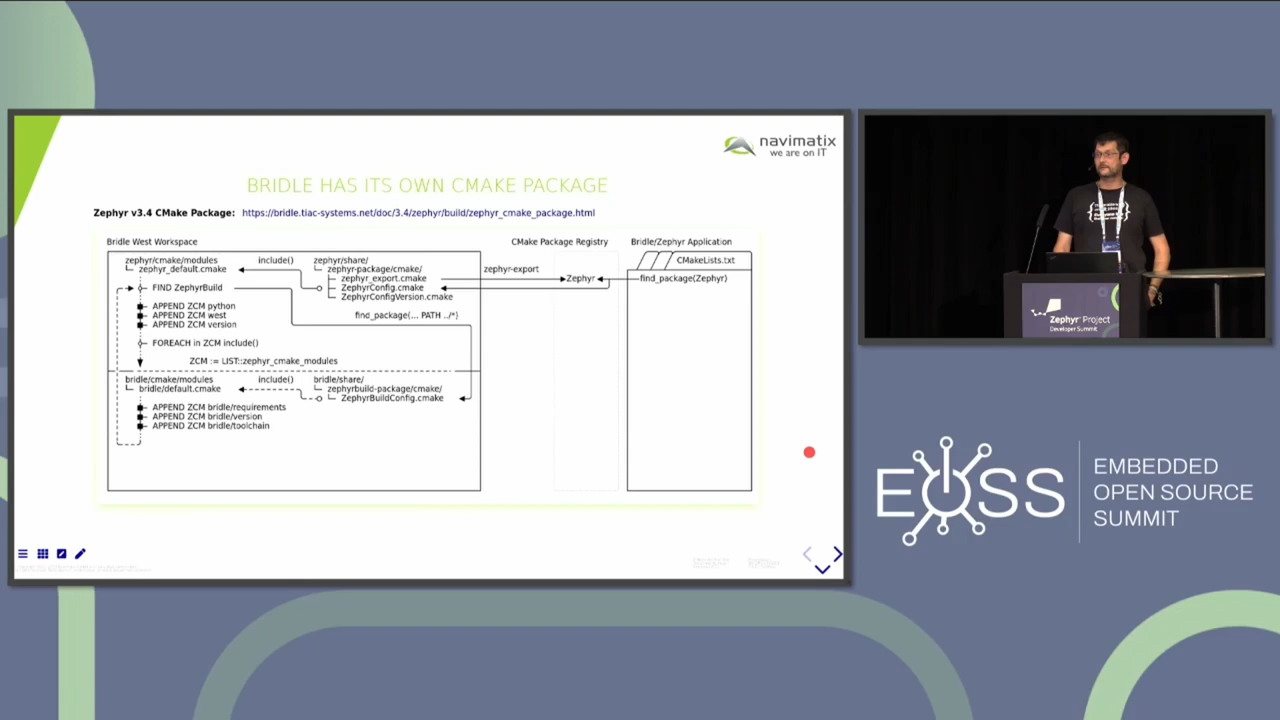 navimatix
we are on IT
BRIDLE HAS ITS OWN CMAKE PACKAGE
Zephyr v3.4 CMake Package: https://bridle.tiac-systems.net/doc/3.4/zephyr/build/zephyr_cmake_package.html
Bridle West Workspace
CMake Package Registry
Bridle/Zephyr Application
zephyr/cmake/modules
zephyr_default.cmake
include()
zephyr/share/
zephyr-package/cmake/
zephyr_export.cmake
ZephyrConfig.cmake
ZephyrConfigVersion.cmake
zephyr-export
Zephyr
CMakeLists.txt
find_package(Zephyr)
FIND ZephyrBuild
APPEND ZCM python
APPEND ZCM west
APPEND ZCM version
find_package(... PATH ../*)
FOREACH in ZCM include()
ZCM := LIST::zephyr_cmake_modules
bridle/cmake/modules
bridle/default.cmake
include()
bridle/share/
zephyrbuild-package/cmake/
ZephyrBuildConfig.cmake
APPEND ZCM bridle/requirements
APPEND ZCM bridle/version
APPEND ZCM bridle/toolchain
Zephyr Project
Developer Summit
EOSS
EMBEDDED
OPEN SOURCE
SUMMIT